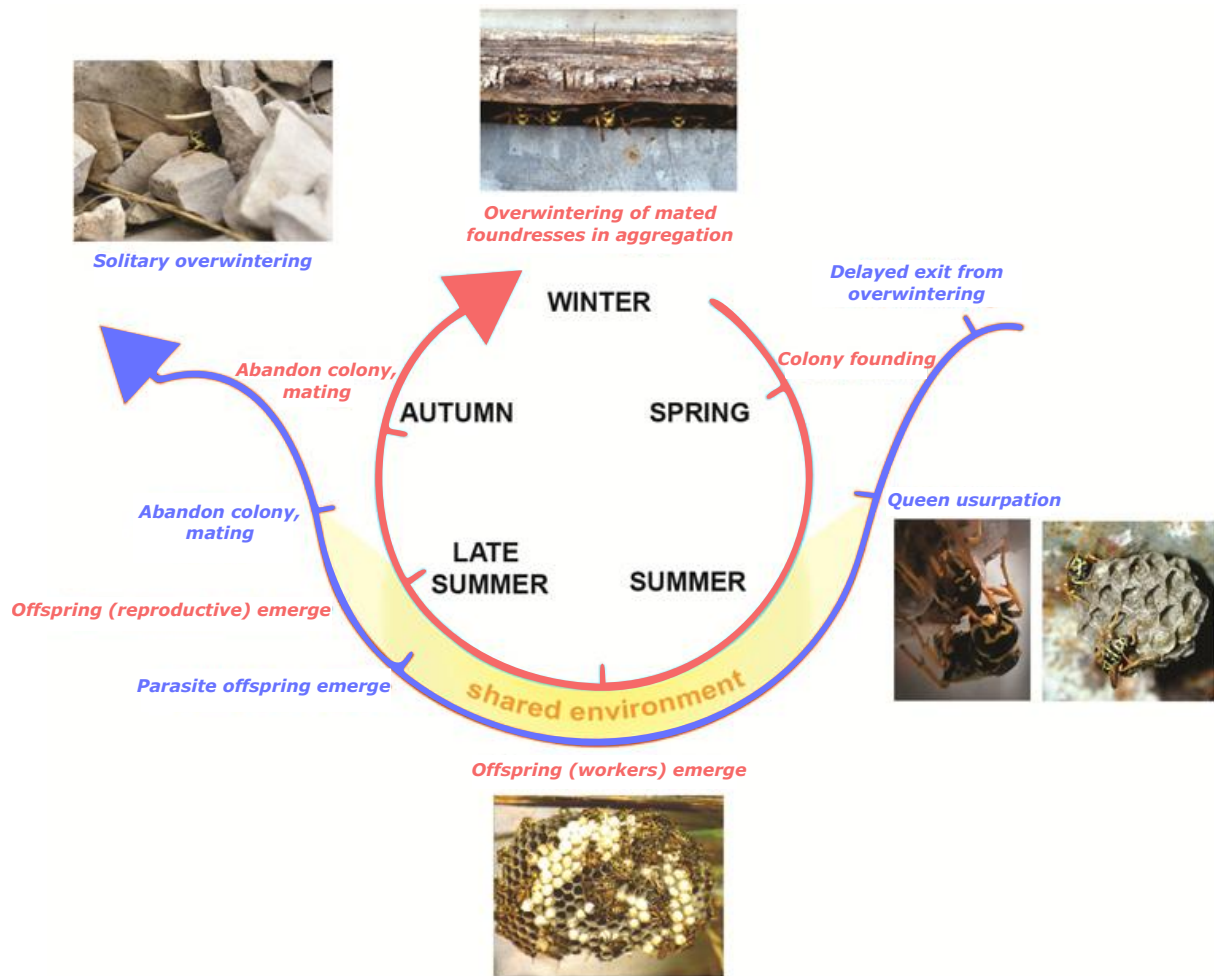 Overwintering of mated
foundresses in aggregation
Solitary overwintering
Delayed exit from
overwintering
WINTER
Colony founding
Abandon colony,
mating
AUTUMN
SPRING
Queen usurpation
Abandon colony,
mating
LATE
SUMMER
SUMMER
Offspring (reproductive) emerge
Parasite offspring emerge
shared environment
Offspring (workers) emerge